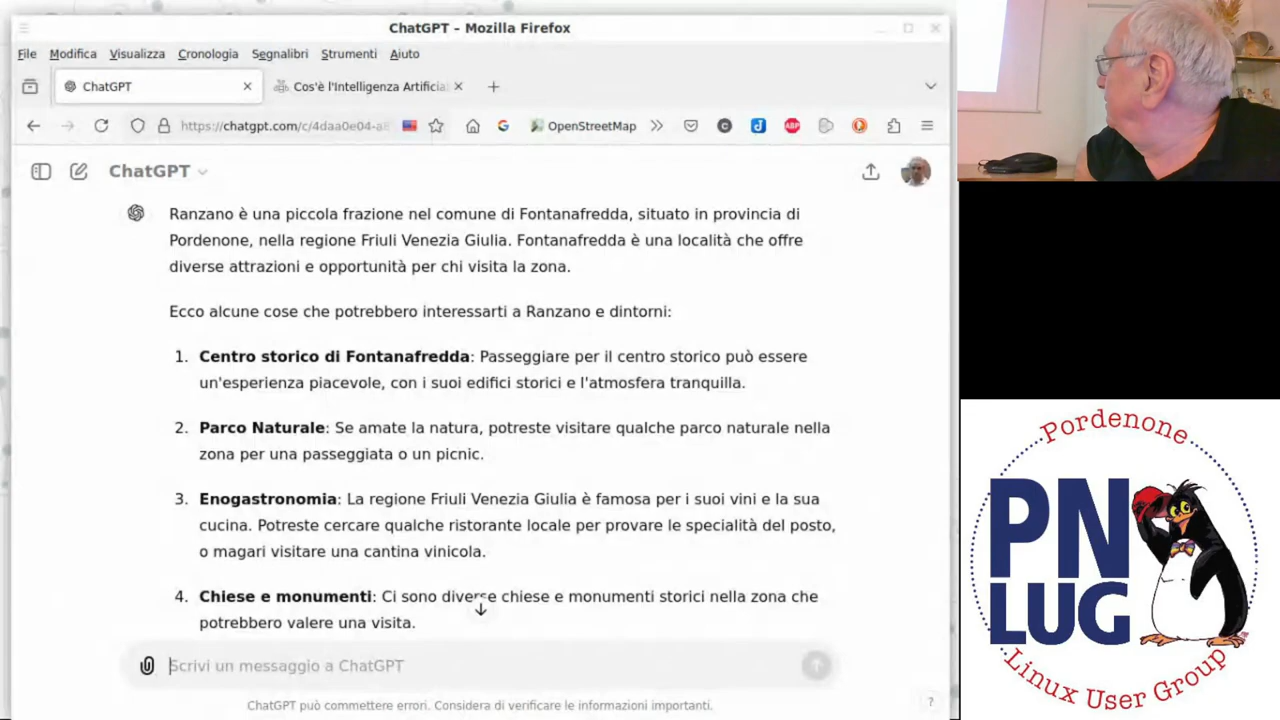 ChatGPT - Mozilla Firefox
File Modifica Visualizza Cronologia Segnalibri Strumenti Aiuto
ChatGPT
Cos'è l'Intelligenza Artificia
https://chatgpt.com/c/4daa0e04-a8
OpenStreetMap
ABP
ChatGPT
Ranzano è una piccola frazione nel comune di Fontanafredda, situato in provincia di
Pordenone, nella regione Friuli Venezia Giulia. Fontanafredda è una località che offre
diverse attrazioni e opportunità per chi visita la zona.
Ecco alcune cose che potrebbero interessarti a Ranzano e dintorni:
1. Centro storico di Fontanafredda: Passeggiare per il centro storico può essere
un'esperienza piacevole, con i suoi edifici storici e l'atmosfera tranquilla.
2. Parco Naturale: Se amate la natura, potreste visitare qualche parco naturale nella
zona per una passeggiata o un picnic.
3. Enogastronomia: La regione Friuli Venezia Giulia è famosa per i suoi vini e la sua
cucina. Potreste cercare qualche ristorante locale per provare le specialità del posto,
o magari visitare una cantina vinicola.
4. Chiese e monumenti: Ci sono diverse chiese e monumenti storici nella zona che
potrebbero valere una visita.
Scrivi un messaggio a ChatGPT
ChatGPT può commettere errori. Considera di verificare le informazioni importanti.
?
Pordenone
PN
LUG
Linux User Group